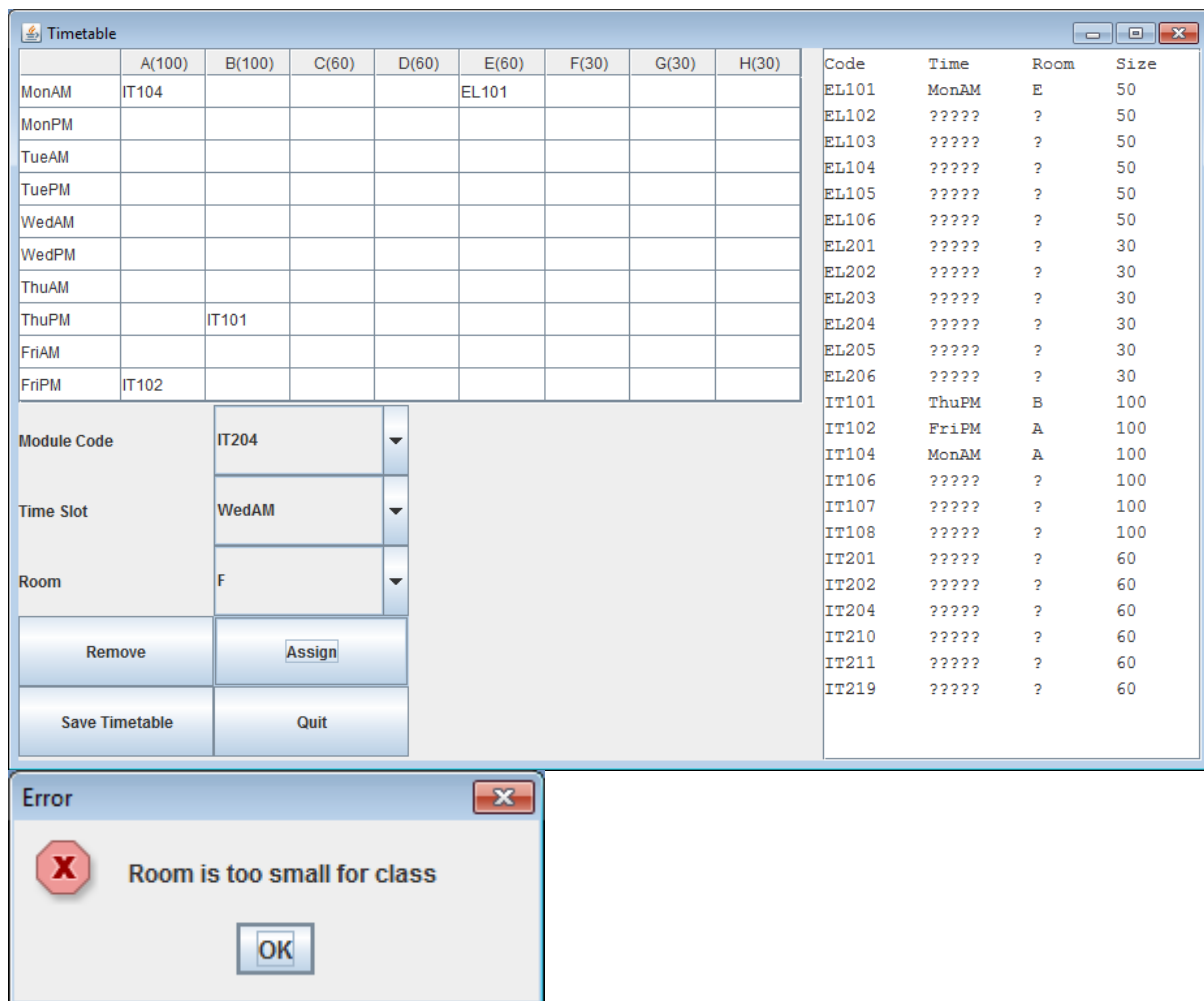 Timetable
A(100) B(100) C(60) D(60) E(60) F(30) G(30) H(30)
MonAM IT104 EL101
MonPM
TueAM
TuePM
WedAM
WedPM
ThuAM
ThuPM IT101
FriAM
FriPM IT102
Module Code IT204
Time Slot WedAM
Room F
Remove Assign
Save Timetable Quit
Code Time Room Size
EL101 MonAM E 50
EL102 ????? ? 50
EL103 ????? ? 50
EL104 ????? ? 50
EL105 ????? ? 50
EL106 ????? ? 50
EL201 ????? ? 30
EL202 ????? ? 30
EL203 ????? ? 30
EL204 ????? ? 30
EL205 ????? ? 30
EL206 ????? ? 30
IT101 ThuPM B 100
IT102 FriPM A 100
IT104 MonAM A 100
IT106 ????? ? 100
IT107 ????? ? 100
IT108 ????? ? 100
IT201 ????? ? 60
IT202 ????? ? 60
IT204 ????? ? 60
IT210 ????? ? 60
IT211 ????? ? 60
IT219 ????? ? 60
Error
Room is too small for class
OK